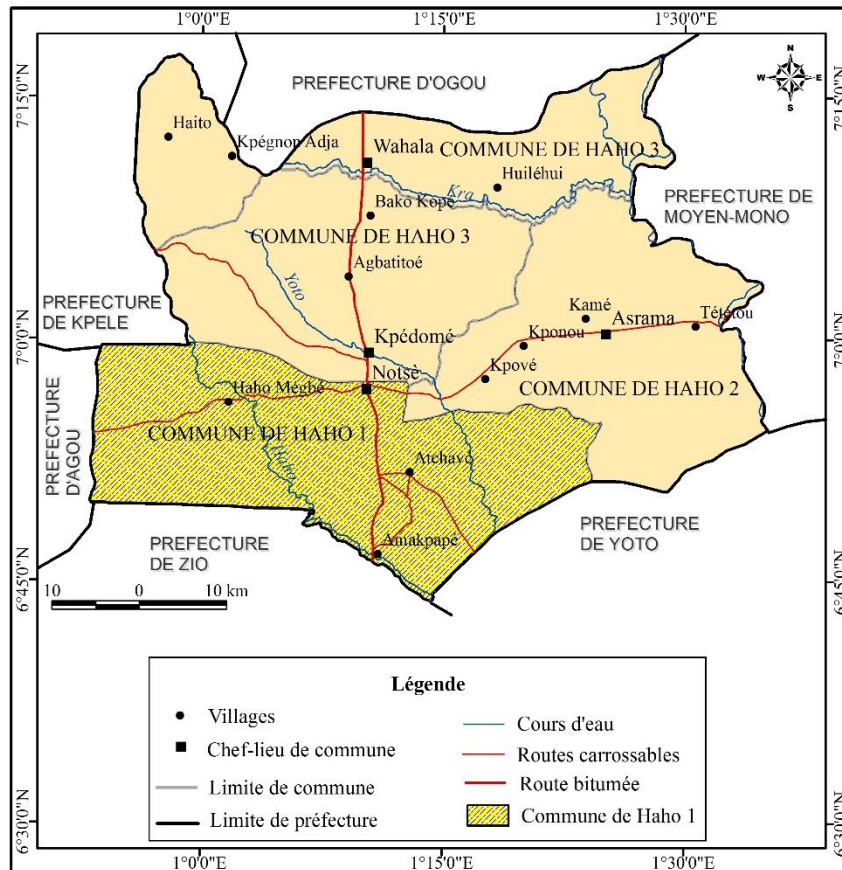 1°0'0"E
1°15'0"E
1°30'0"E
7°15'0"N
7°15'0"N
N
W
E
S
PREFECTURE D'OGOU
Haito
Kpégnon Adja
Wahala
COMMUNE DE HAHO 3
Huiléhui
Kra
PREFECTURE DE
MOYEN-MONO
Bako Kopé
COMMUNE DE HAHO 3
Agbatitoé
Yoto
PREFECTURE
DE KPELE
Kamé
Tététou
Asrama
Kponou
7°0'0"N
7°0'0"N
Kpédomé
Kpové
Notsè
COMMUNE DE HAHO 2
Haho Mégbé
COMMUNE DE HAHO 1
PREFECTURE
D'AGOU
Haho
Atchavé
PREFECTURE
DE YOTO
PREFECTURE
DE ZIO
Amakpapé
6°45'0"N
6°45'0"N
10 0 10 km
Légende
Villages
Chef-lieu de commune
Limite de commune
Limite de préfecture
Cours d'eau
Routes carrossables
Route bitumée
Commune de Haho 1
6°30'0"N
6°30'0"N
1°0'0"E
1°15'0"E
1°30'0"E